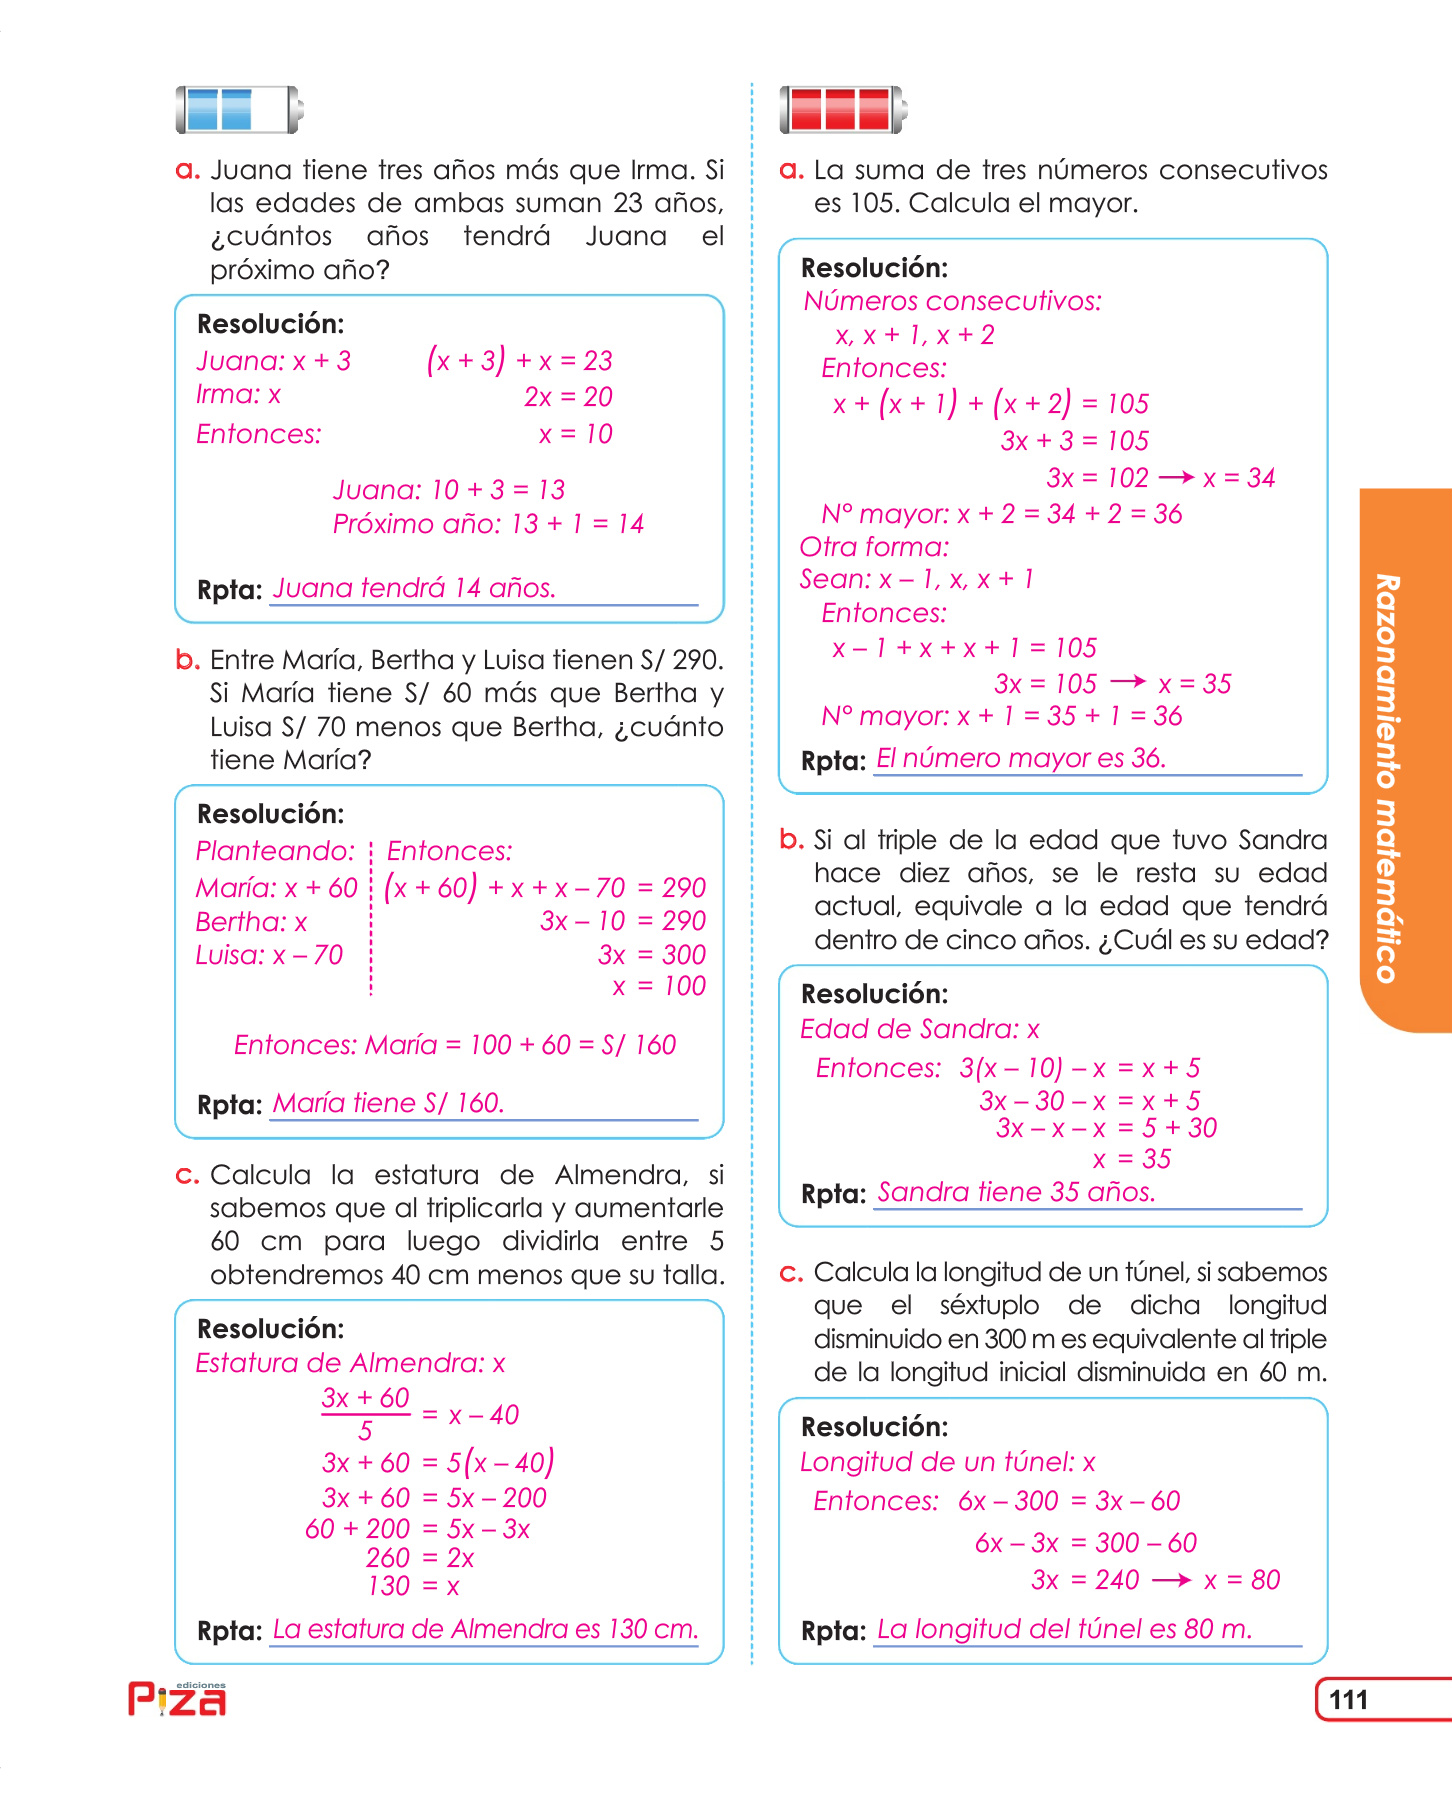 a. Juana tiene tres años más que Irma. Si
las edades de ambas suman 23 años,
¿cuántos años tendrá Juana el
próximo año?
Resolución:
Juana: x + 3 (x + 3) + x = 23
Irma: x 2x = 20
Entonces: x = 10
Juana: 10 + 3 = 13
Próximo año: 13 + 1 = 14
Rpta: Juana tendrá 14 años.
b. Entre María, Bertha y Luisa tienen S/ 290.
Si María tiene S/ 60 más que Bertha y
Luisa S/ 70 menos que Bertha, ¿cuánto
tiene María?
Resolución:
Planteando: Entonces:
María: x + 60 (x + 60) + x + x – 70 = 290
Bertha: x 3x – 10 = 290
Luisa: x – 70 3x = 300
x = 100
Entonces: María = 100 + 60 = S/ 160
Rpta: María tiene S/ 160.
c. Calcula la estatura de Almendra, si
sabemos que al triplicarla y aumentarle
60 cm para luego dividirla entre 5
obtendremos 40 cm menos que su talla.
Resolución:
Estatura de Almendra: x
3x + 60
= x – 40
5
3x + 60 = 5(x – 40)
3x + 60 = 5x – 200
60 + 200 = 5x – 3x
260 = 2x
130 = x
Rpta: La estatura de Almendra es 130 cm.
a. La suma de tres números consecutivos
es 105. Calcula el mayor.
Resolución:
Números consecutivos:
x, x + 1, x + 2
Entonces:
x + (x + 1) + (x + 2) = 105
3x + 3 = 105
3x = 102 → x = 34
N° mayor: x + 2 = 34 + 2 = 36
Otra forma:
Sean: x – 1, x, x + 1
Entonces:
x – 1 + x + x + 1 = 105
3x = 105 → x = 35
N° mayor: x + 1 = 35 + 1 = 36
Rpta: El número mayor es 36.
b. Si al triple de la edad que tuvo Sandra
hace diez años, se le resta su edad
actual, equivale a la edad que tendrá
dentro de cinco años. ¿Cuál es su edad?
Resolución:
Edad de Sandra: x
Entonces: 3(x – 10) – x = x + 5
3x – 30 – x = x + 5
3x – x – x = 5 + 30
x = 35
Rpta: Sandra tiene 35 años.
c. Calcula la longitud de un túnel, si sabemos
que el séxtuplo de dicha longitud
disminuido en 300 m es equivalente al triple
de la longitud inicial disminuida en 60 m.
Resolución:
Longitud de un túnel: x
Entonces: 6x – 300 = 3x – 60
6x – 3x = 300 – 60
3x = 240 → x = 80
Rpta: La longitud del túnel es 80 m.
Razonamiento matemático
ediciones
Piza
111